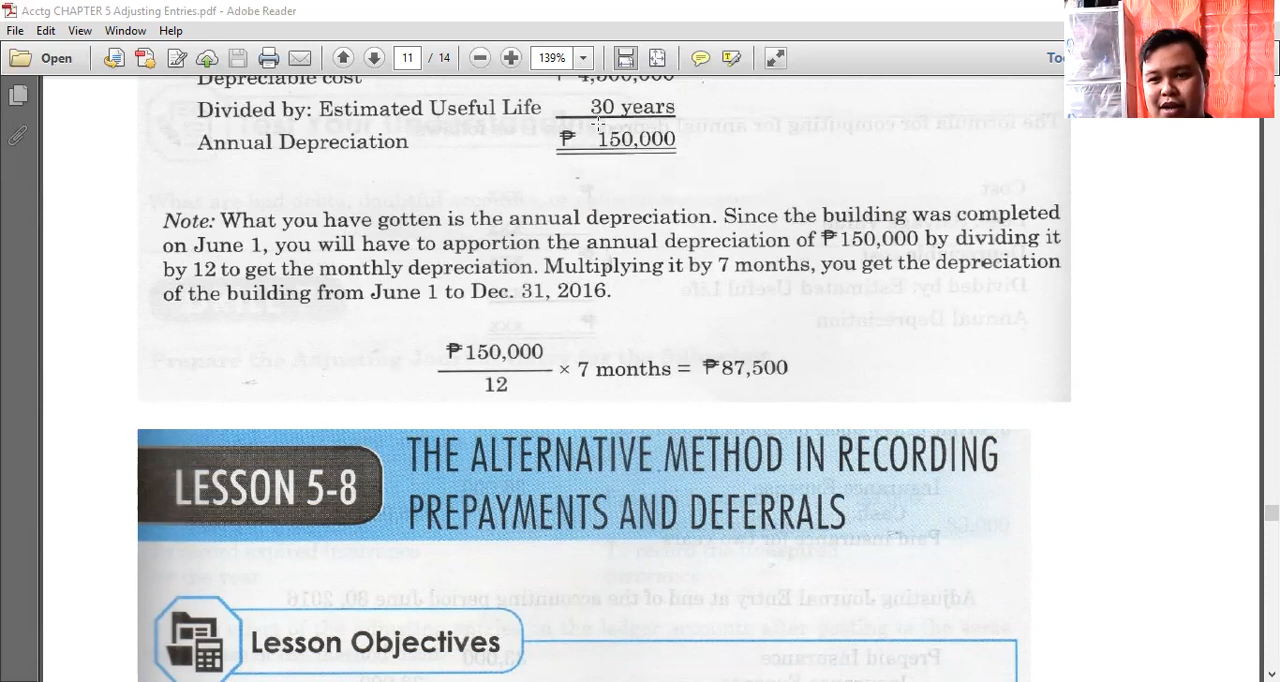 Acctg CHAPTER 5 Adjusting Entries.pdf - Adobe Reader
File Edit View Window Help
Open 11 / 14 139%
Depreciable cost
Divided by: Estimated Useful Life 30 years
Annual Depreciation ₱ 150,000
Note: What you have gotten is the annual depreciation. Since the building was completed
on June 1, you will have to apportion the annual depreciation of ₱150,000 by dividing it
by 12 to get the monthly depreciation. Multiplying it by 7 months, you get the depreciation
of the building from June 1 to Dec. 31, 2016.
₱150,000
12
× 7 months = ₱87,500
LESSON 5-8
THE ALTERNATIVE METHOD IN RECORDING
PREPAYMENTS AND DEFERRALS
Lesson Objectives